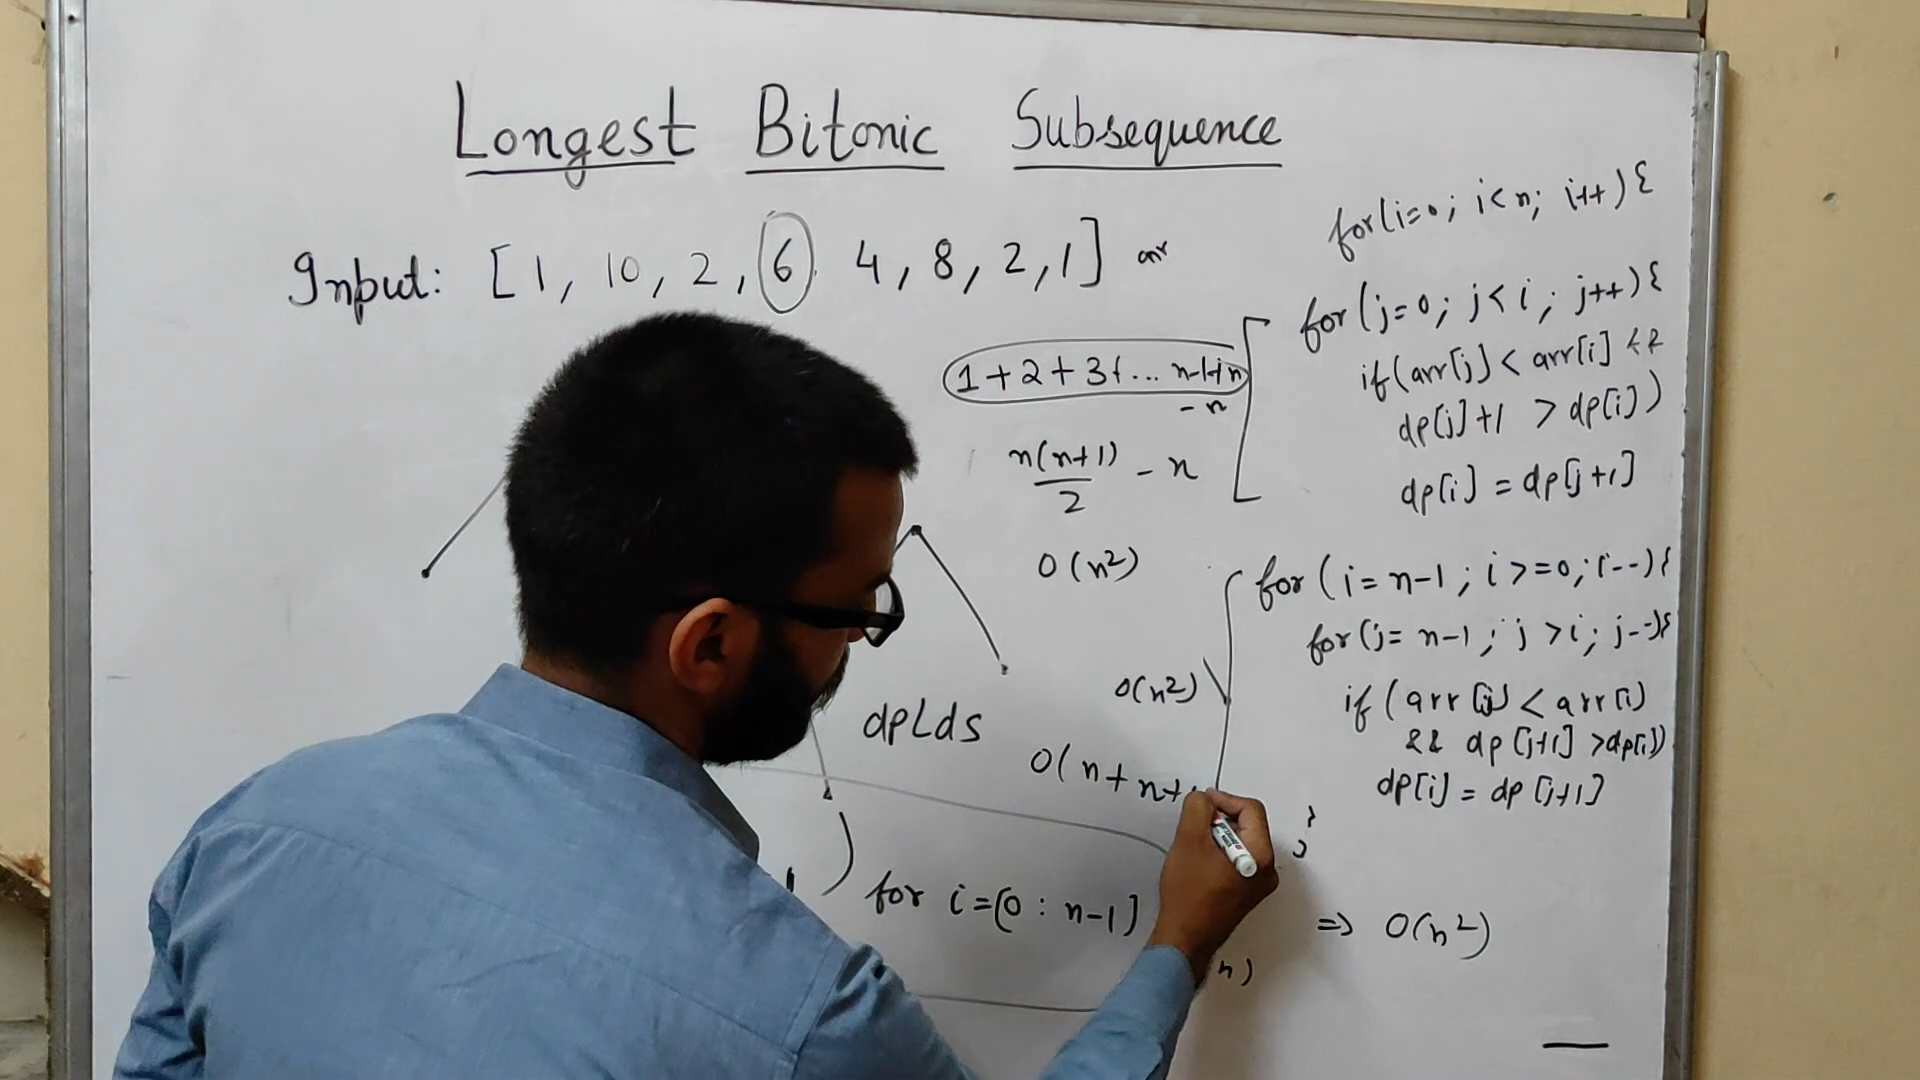 Longest Bitonic Subsequence
Input: [1, 10, 2, 6 4, 8, 2, 1] arr
for(i=0; i<n; i++){
for(j=0; j<i; j++){
if(arr[j] < arr[i] &&
dp[j]+1 > dp[i])
dp[i] = dp[j+1]
1+2+3+... n-1+n
- n
n(n+1)/2 - n
O(n²)
for(i=n-1; i>=0; i--){
for(j=n-1; j>i; j--){
if(arr[j] < arr[i)
&& dp[j+1] >dp[i])
dp[i] = dp[j+1]
}
O(n²)
dpLds
O(n+n+
for i=[0 : n-1]
n)
=> O(n²)